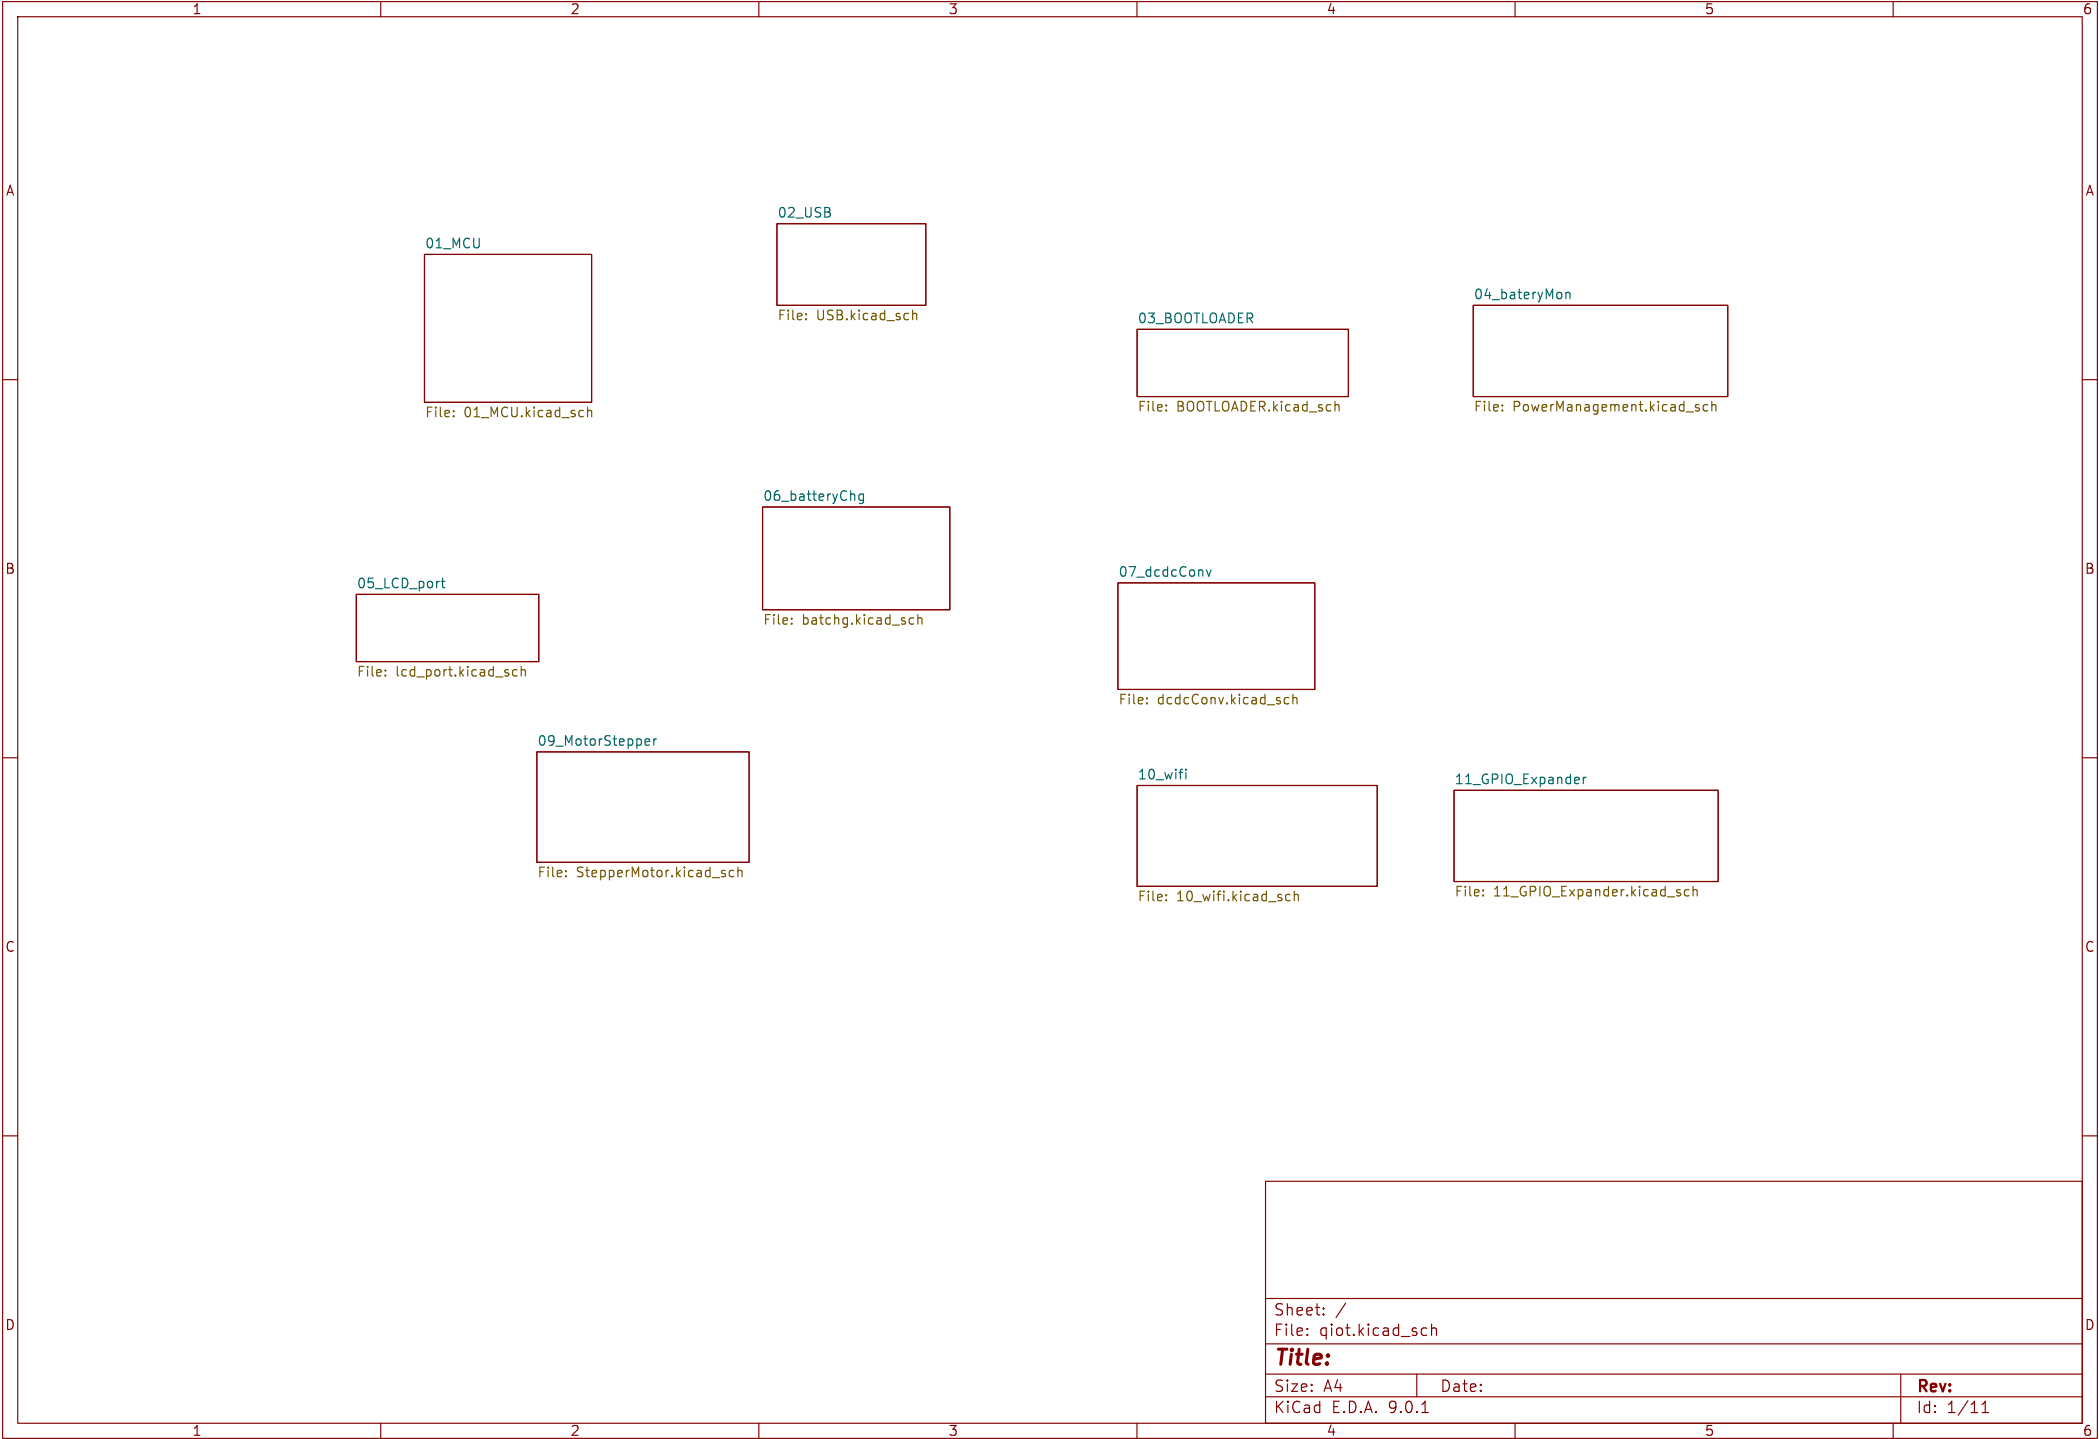 1 2 3 4 5 6
A A
02_USB
01_MCU
04_bateryMon
File: USB.kicad_sch
03_BOOTLOADER
File: 01_MCU.kicad_sch
File: BOOTLOADER.kicad_sch
File: PowerManagement.kicad_sch
06_batteryChg
B B
07_dcdcConv
05_LCD_port
File: batchg.kicad_sch
File: lcd_port.kicad_sch
File: dcdcConv.kicad_sch
09_MotorStepper
10_wifi
11_GPIO_Expander
File: StepperMotor.kicad_sch
File: 10_wifi.kicad_sch
File: 11_GPIO_Expander.kicad_sch
C C
Sheet: /
File: qiot.kicad_sch
D D
Title:
Size: A4 Date: Rev:
KiCad E.D.A. 9.0.1 Id: 1/11
1 2 3 4 5 6